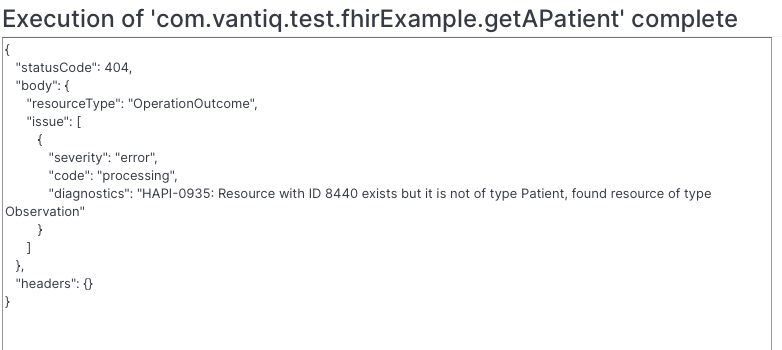 Execution of 'com.vantiq.test.fhirExample.getAPatient' complete
{
"statusCode": 404,
"body": {
"resourceType": "OperationOutcome",
"issue": [
{
"severity": "error",
"code": "processing",
"diagnostics": "HAPI-0935: Resource with ID 8440 exists but it is not of type Patient, found resource of type
Observation"
}
]
},
"headers": {}
}